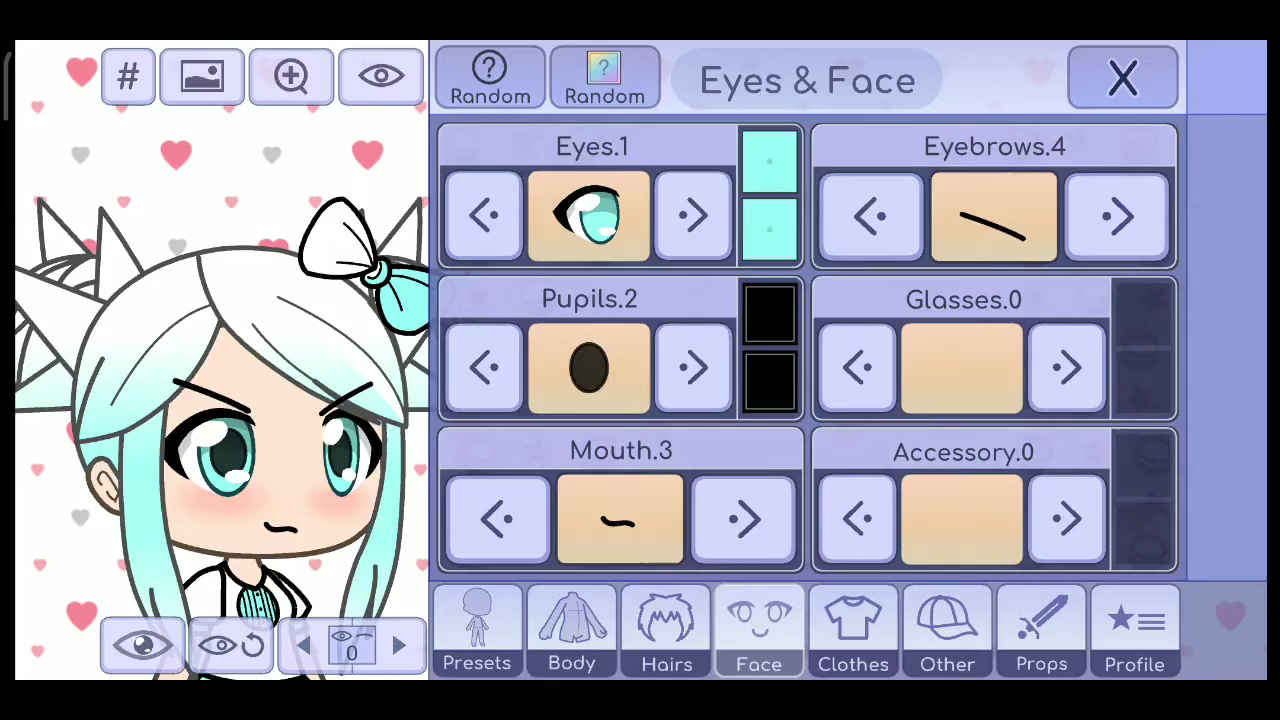 #
? Random
? Random
Eyes & Face
X
Eyes.1
Eyebrows.4
Pupils.2
Glasses.0
Mouth.3
Accessory.0
0
Presets
Body
Hairs
Face
Clothes
Other
Props
Profile